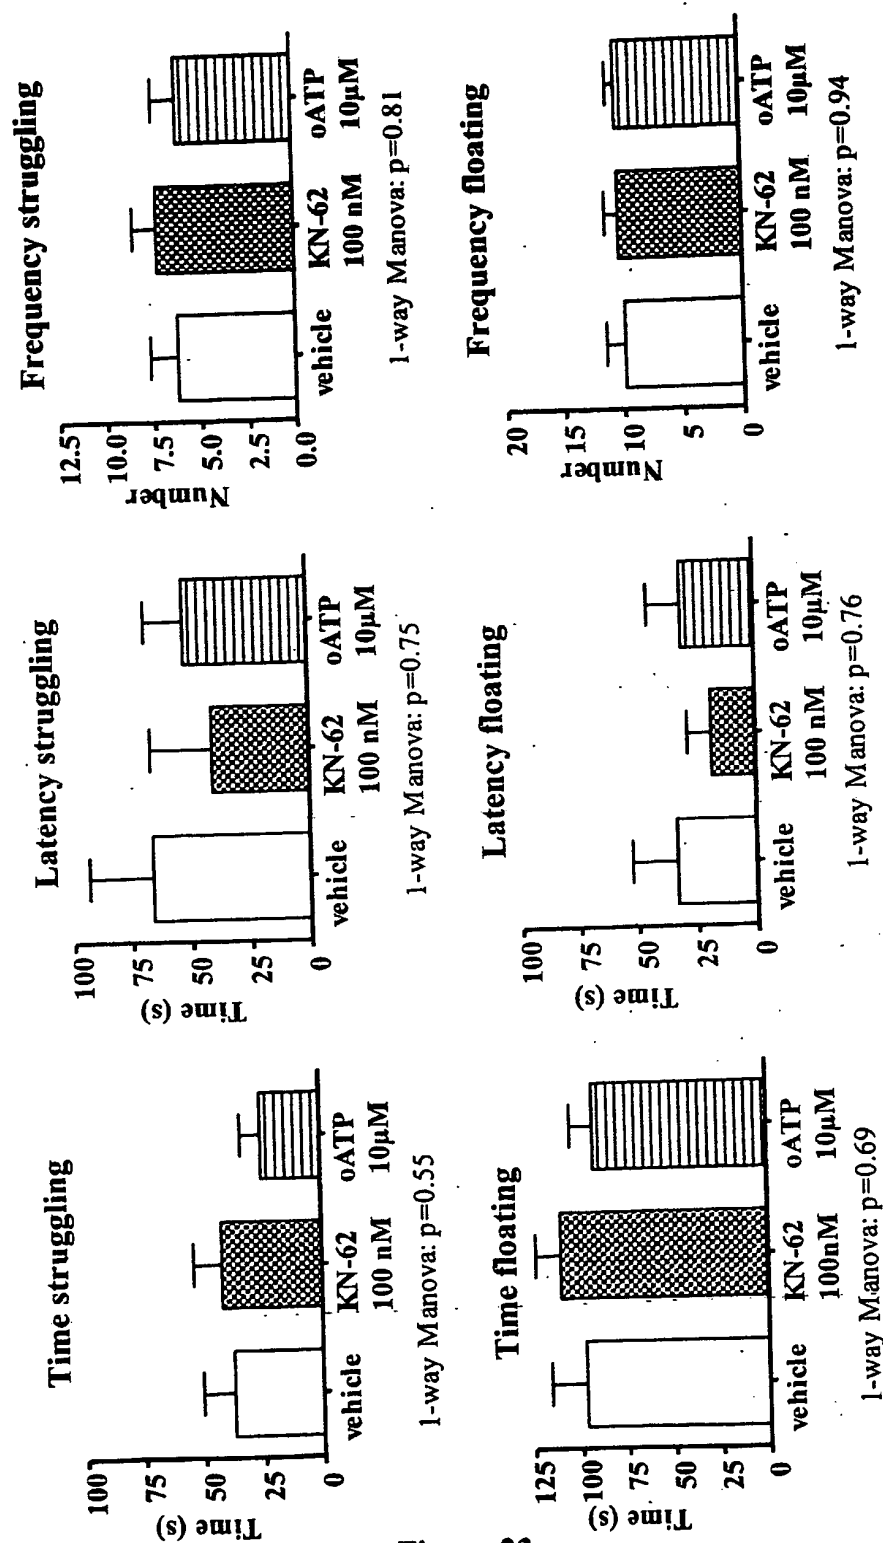 Time struggling
Time (s)
100
75
50
25
0
vehicle
KN-62
100 nM
oATP
10µM
1-way Manova: p=0.55
Latency struggling
Time (s)
100
75
50
25
0
vehicle
KN-62
100 nM
oATP
10µM
1-way Manova: p=0.75
Frequency struggling
Number
12.5
10.0
7.5
5.0
2.5
0.0
vehicle
KN-62
100 nM
oATP
10µM
1-way Manova: p=0.81
Time floating
Time (s)
125
100
75
50
25
0
vehicle
KN-62
100nM
oATP
10µM
1-way Manova: p=0.69
Latency floating
Time (s)
100
75
50
25
0
vehicle
KN-62
100 nM
oATP
10µM
1-way Manova: p=0.76
Frequency floating
Number
20
15
10
5
0
vehicle
KN-62
100 nM
oATP
10µM
1-way Manova: p=0.94